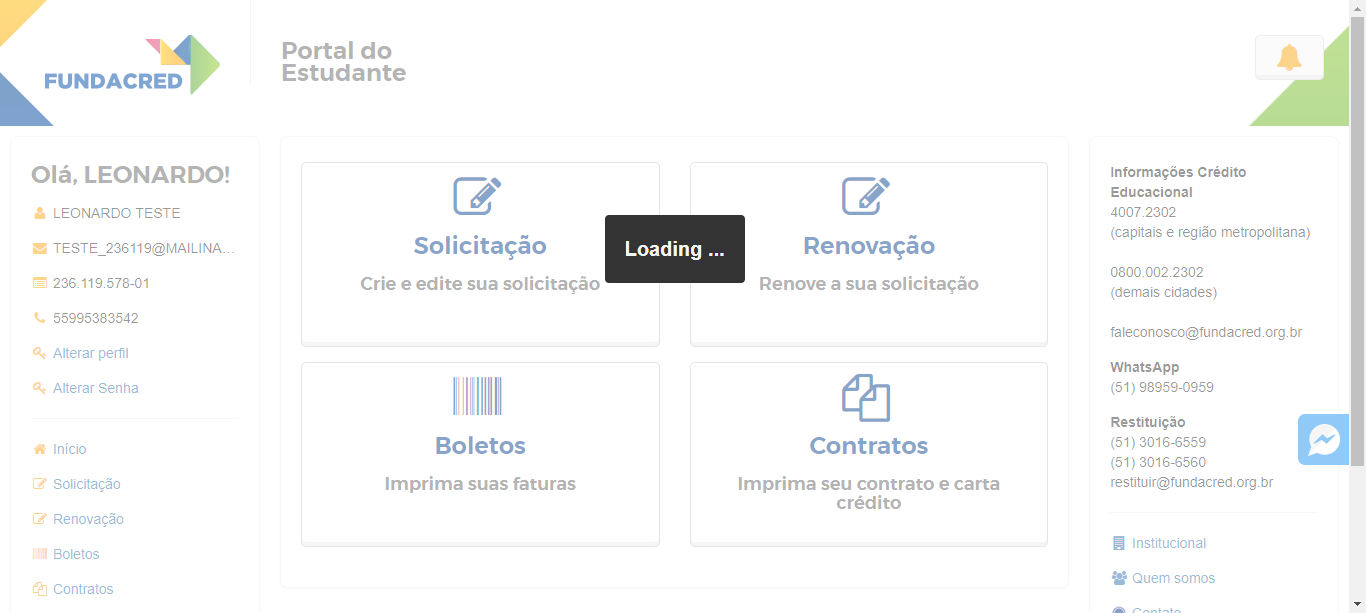 FUNDACRED
Portal do
Estudante
Olá, LEONARDO!
LEONARDO TESTE
TESTE_236119@MAILINA...
236.119.578-01
55995383542
Alterar perfil
Alterar Senha
Início
Solicitação
Renovação
Boletos
Contratos
Solicitação
Crie e edite sua solicitação
Renovação
Renove a sua solicitação
Loading ...
Boletos
Imprima suas faturas
Contratos
Imprima seu contrato e carta
crédito
Informações Crédito
Educacional
4007.2302
(capitais e região metropolitana)
0800.002.2302
(demais cidades)
faleconosco@fundacred.org.br
WhatsApp
(51) 98959-0959
Restituição
(51) 3016-6559
(51) 3016-6560
restituir@fundacred.org.br
Institucional
Quem somos
Contato